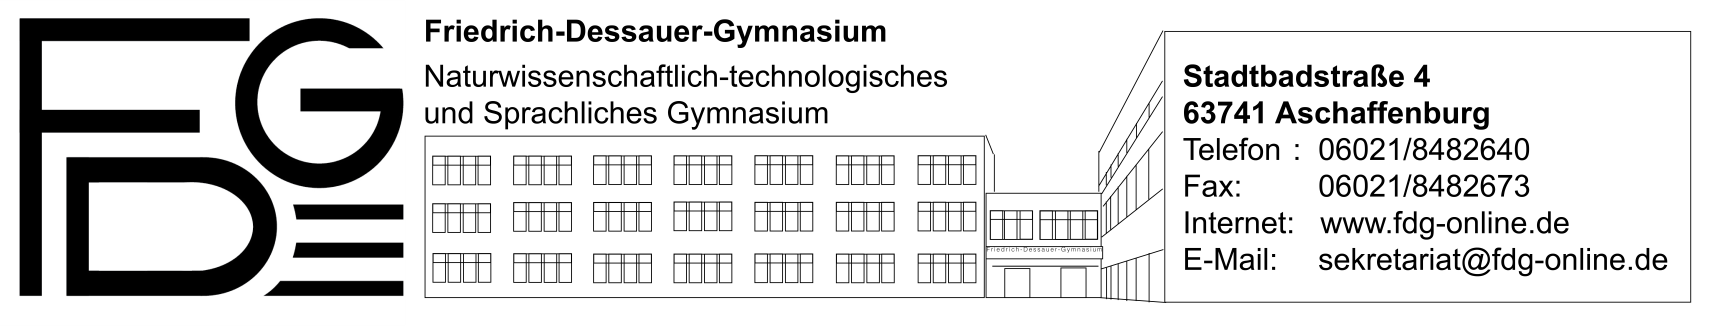 FGD
Friedrich-Dessauer-Gymnasium
Naturwissenschaftlich-technologisches
und Sprachliches Gymnasium
Friedrich-Dessauer-Gymnasium
Stadtbadstraße 4
63741 Aschaffenburg
Telefon : 06021/8482640
Fax: 06021/8482673
Internet: www.fdg-online.de
E-Mail: sekretariat@fdg-online.de